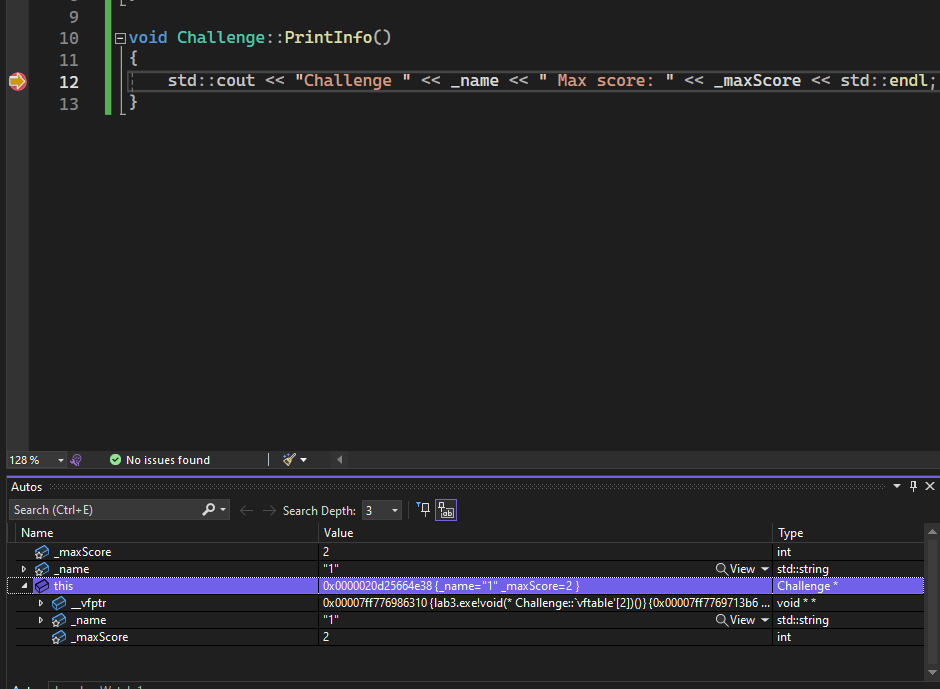 9
10 void Challenge::PrintInfo()
11 {
12 std::cout << "Challenge " << _name << " Max score: " << _maxScore << std::endl;
13 }
128 % No issues found
Autos
Search (Ctrl+E) Search Depth: 3
Name Value Type
_maxScore 2 int
_name "1" View std::string
this 0x0000020d25664e38 {_name="1" _maxScore=2 } Challenge *
__vfptr 0x00007ff776986310 {lab3.exe!void(* Challenge::`vftable'[2])()} {0x00007ff7769713b6 ... void * *
_name "1" View std::string
_maxScore 2 int